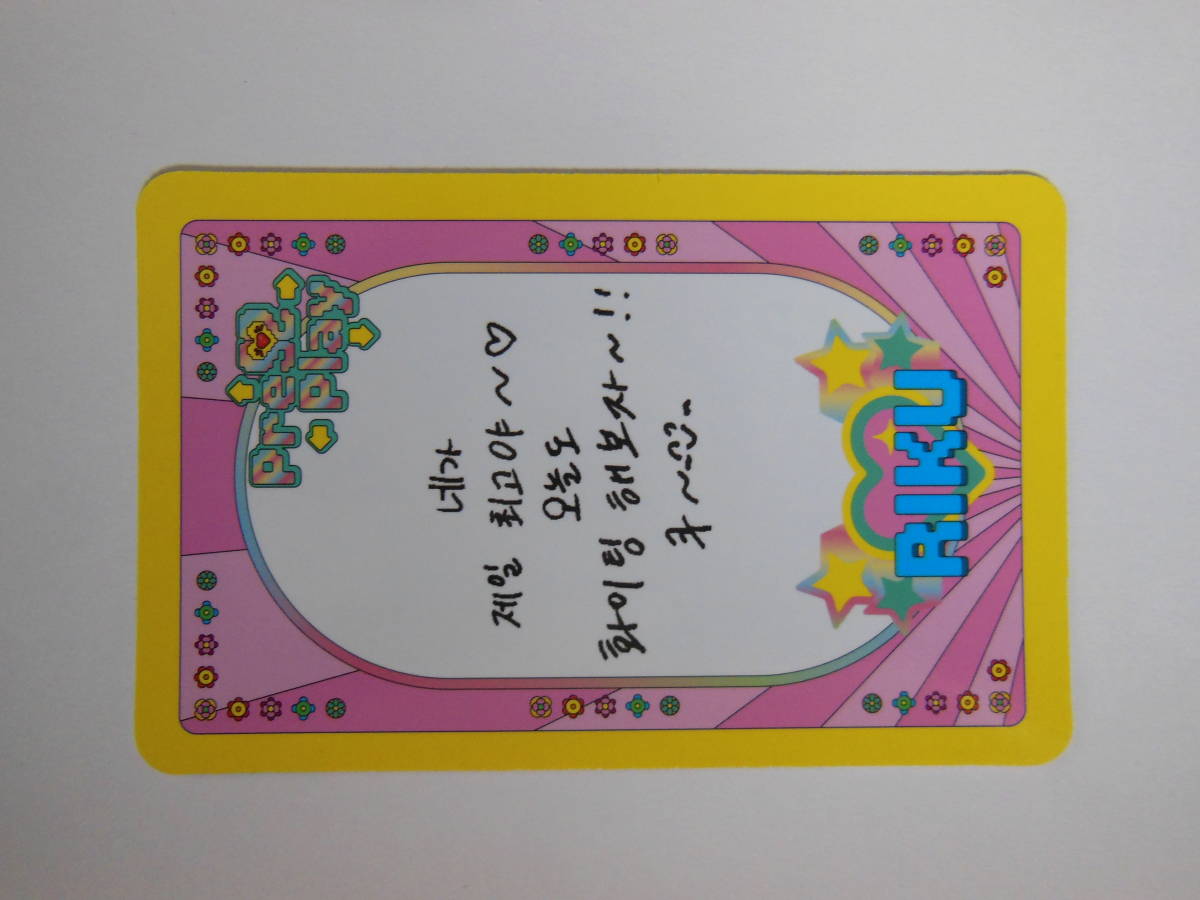 Press
Play
네가
제일 최고야~♡
오늘도
화이팅 해보자~!!
쿠~
RIKU